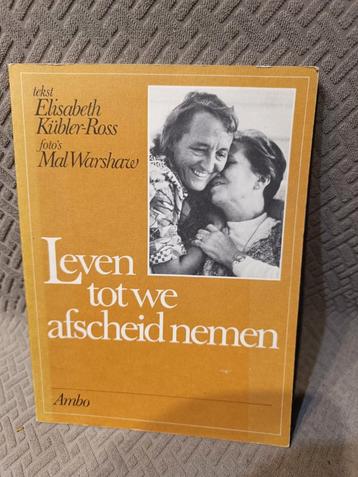 tekst
Elisabeth
Kübler-Ross
foto's
Mal Warshaw
Leven
tot we
afscheid nemen
Ambo